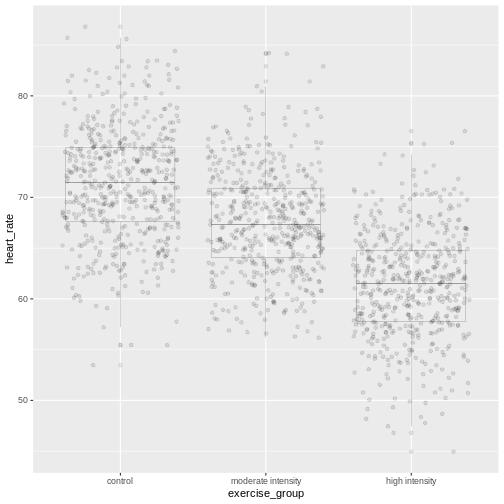 80
70
60
50
heart_rate
control
moderate intensity
high intensity
exercise_group